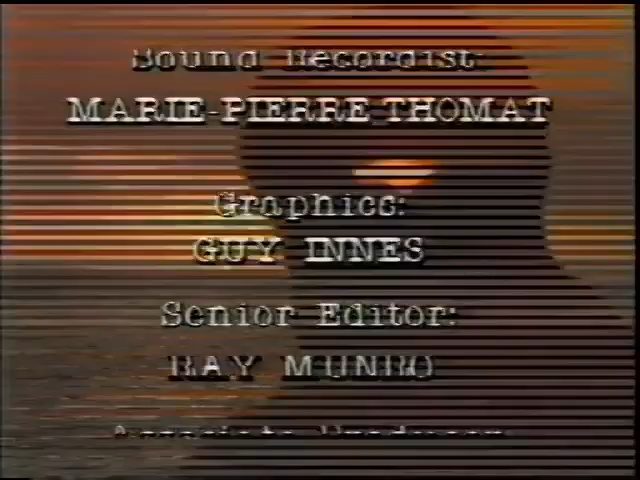 Sound Recordist:
MARIE-PIERRE THOMAT
Graphics:
GUY INNES
Senior Editor:
RAY MUNRO